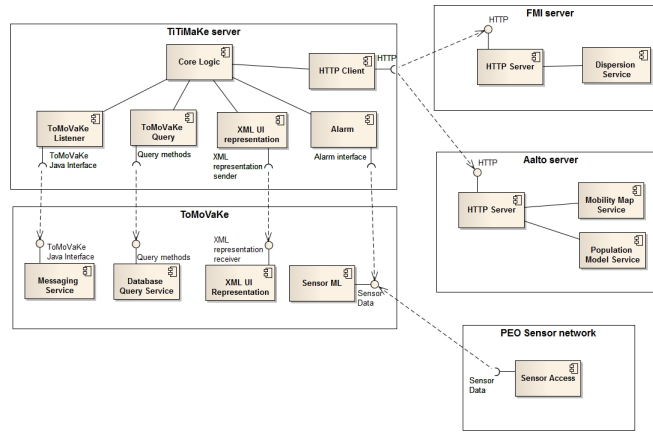 TiTiMaKe server
Core Logic
HTTP Client
HTTP
ToMoVaKe
Listener
ToMoVaKe
Query
XML UI
representation
Alarm
ToMoVaKe
Java Interface
Query methods
XML
representation
sender
Alarm interface
FMI server
HTTP
HTTP Server
Dispersion
Service
Aalto server
HTTP
HTTP Server
Mobility Map
Service
Population
Model Service
ToMoVaKe
ToMoVaKe
Java Interface
Query methods
XML
representation
receiver
Messaging
Service
Database
Query Service
XML UI
Representation
Sensor ML
Sensor
Data
PEO Sensor network
Sensor
Data
Sensor Access